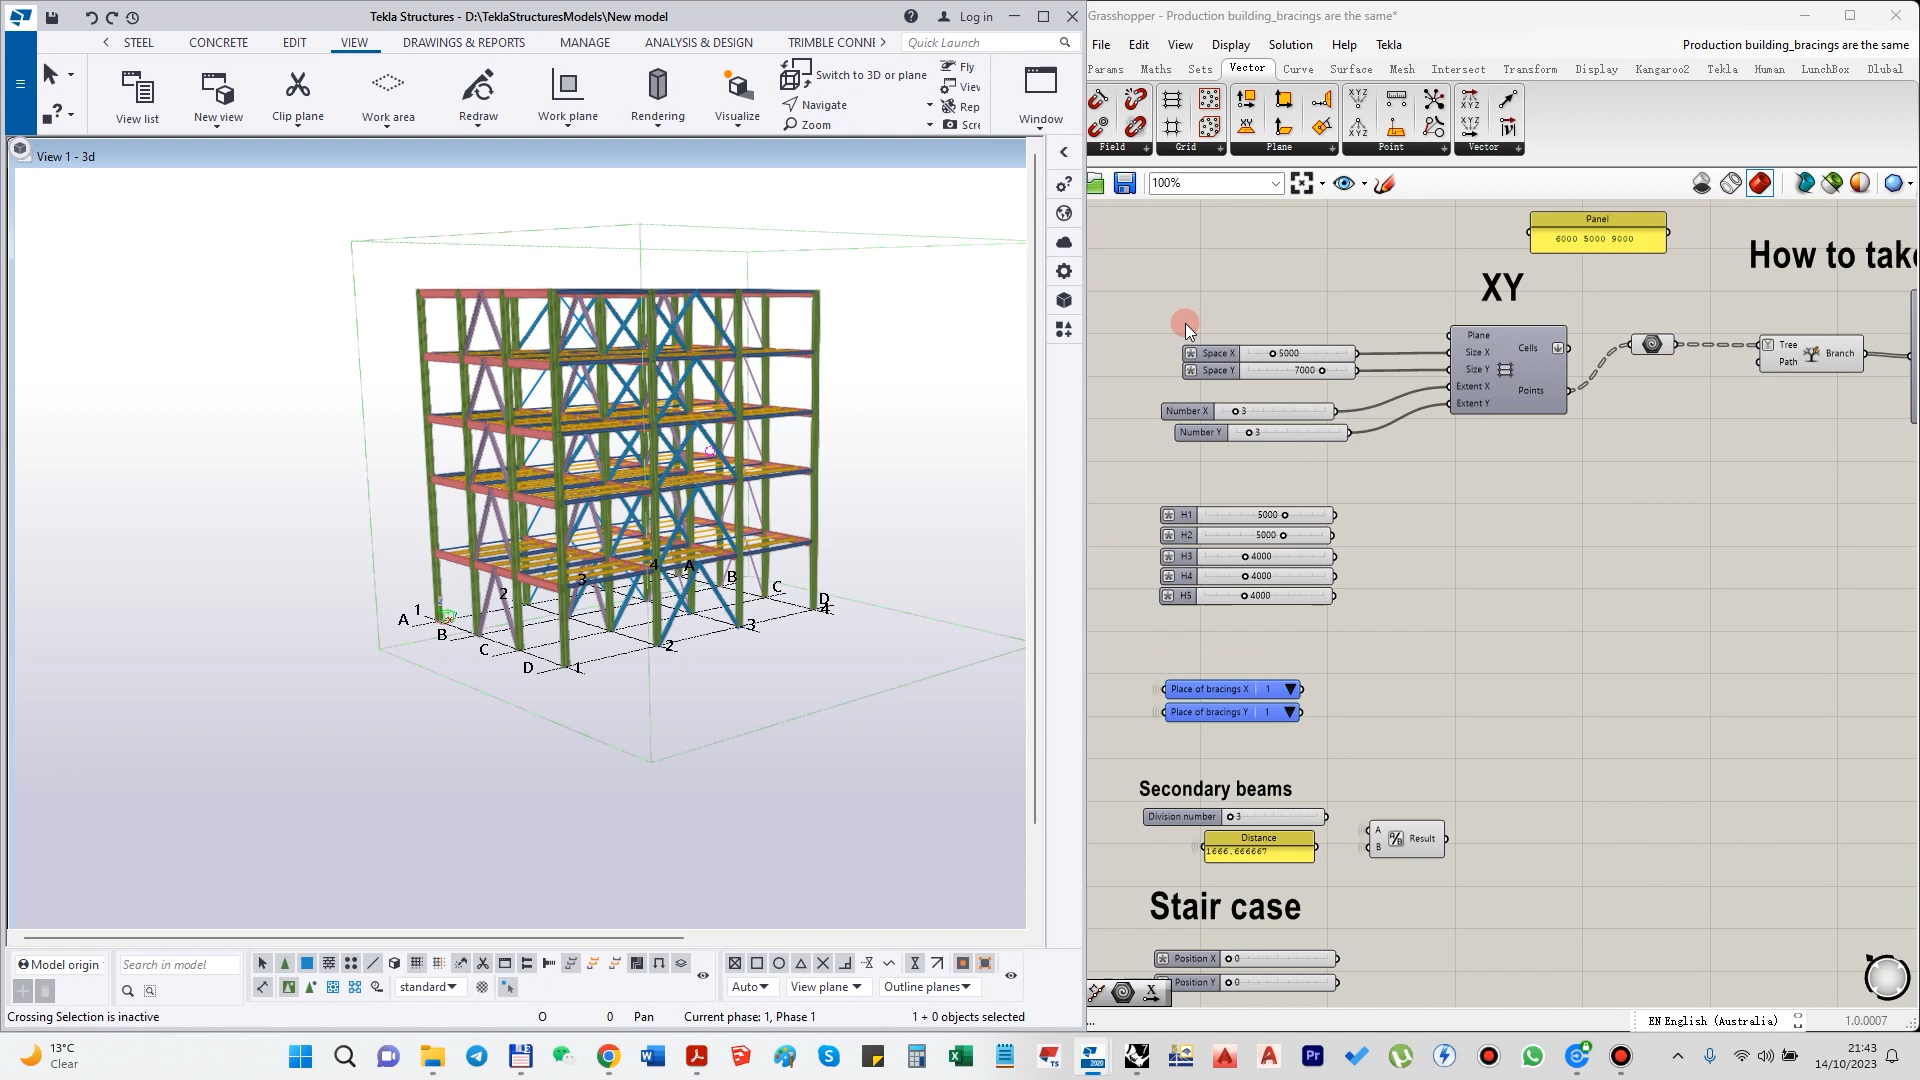 Tekla Structures - D:\TeklaStructuresModels\New model
Log in
STEEL
CONCRETE
EDIT
VIEW
DRAWINGS & REPORTS
MANAGE
ANALYSIS & DESIGN
TRIMBLE CONNE
Quick Launch
View list
New view
Clip plane
Work area
Redraw
Work plane
Rendering
Visualize
Switch to 3D or plane
Navigate
Zoom
Fly
Viev
Rep
Scre
Window
View 1 - 3d
A
1
B
C
D
1
2
3
4
2
3
4
A
B
C
D
Model origin
Search in model
standard
Auto
View plane
Outline planes
Crossing Selection is inactive
O
0
Pan
Current phase: 1, Phase 1
1 + 0 objects selected
Grasshopper - Production building_bracings are the same*
File
Edit
View
Display
Solution
Help
Tekla
Production building_bracings are the same
Params
Maths
Sets
Vector
Curve
Surface
Mesh
Intersect
Transform
Display
Kangaroo2
Tekla
Human
LunchBox
Dlubal
Field
Grid
Plane
Point
Vector
100%
Panel
6000 5000 9000
How to take
XY
Space X 5000
Space Y 7000
Number X 3
Number Y 3
Plane
Size X
Size Y
Extent X
Extent Y
Cells
Points
Tree
Path
Branch
H1 5000
H2 5000
H3 4000
H4 4000
H5 4000
Place of bracings X 1
Place of bracings Y 1
Secondary beams
Division number 3
Distance
1666.666667
A
B
A/B
Result
Stair case
Position X 0
Position Y 0
...
EN English (Australia)
1.0.0007
13°C
Clear
21:43
14/10/2023